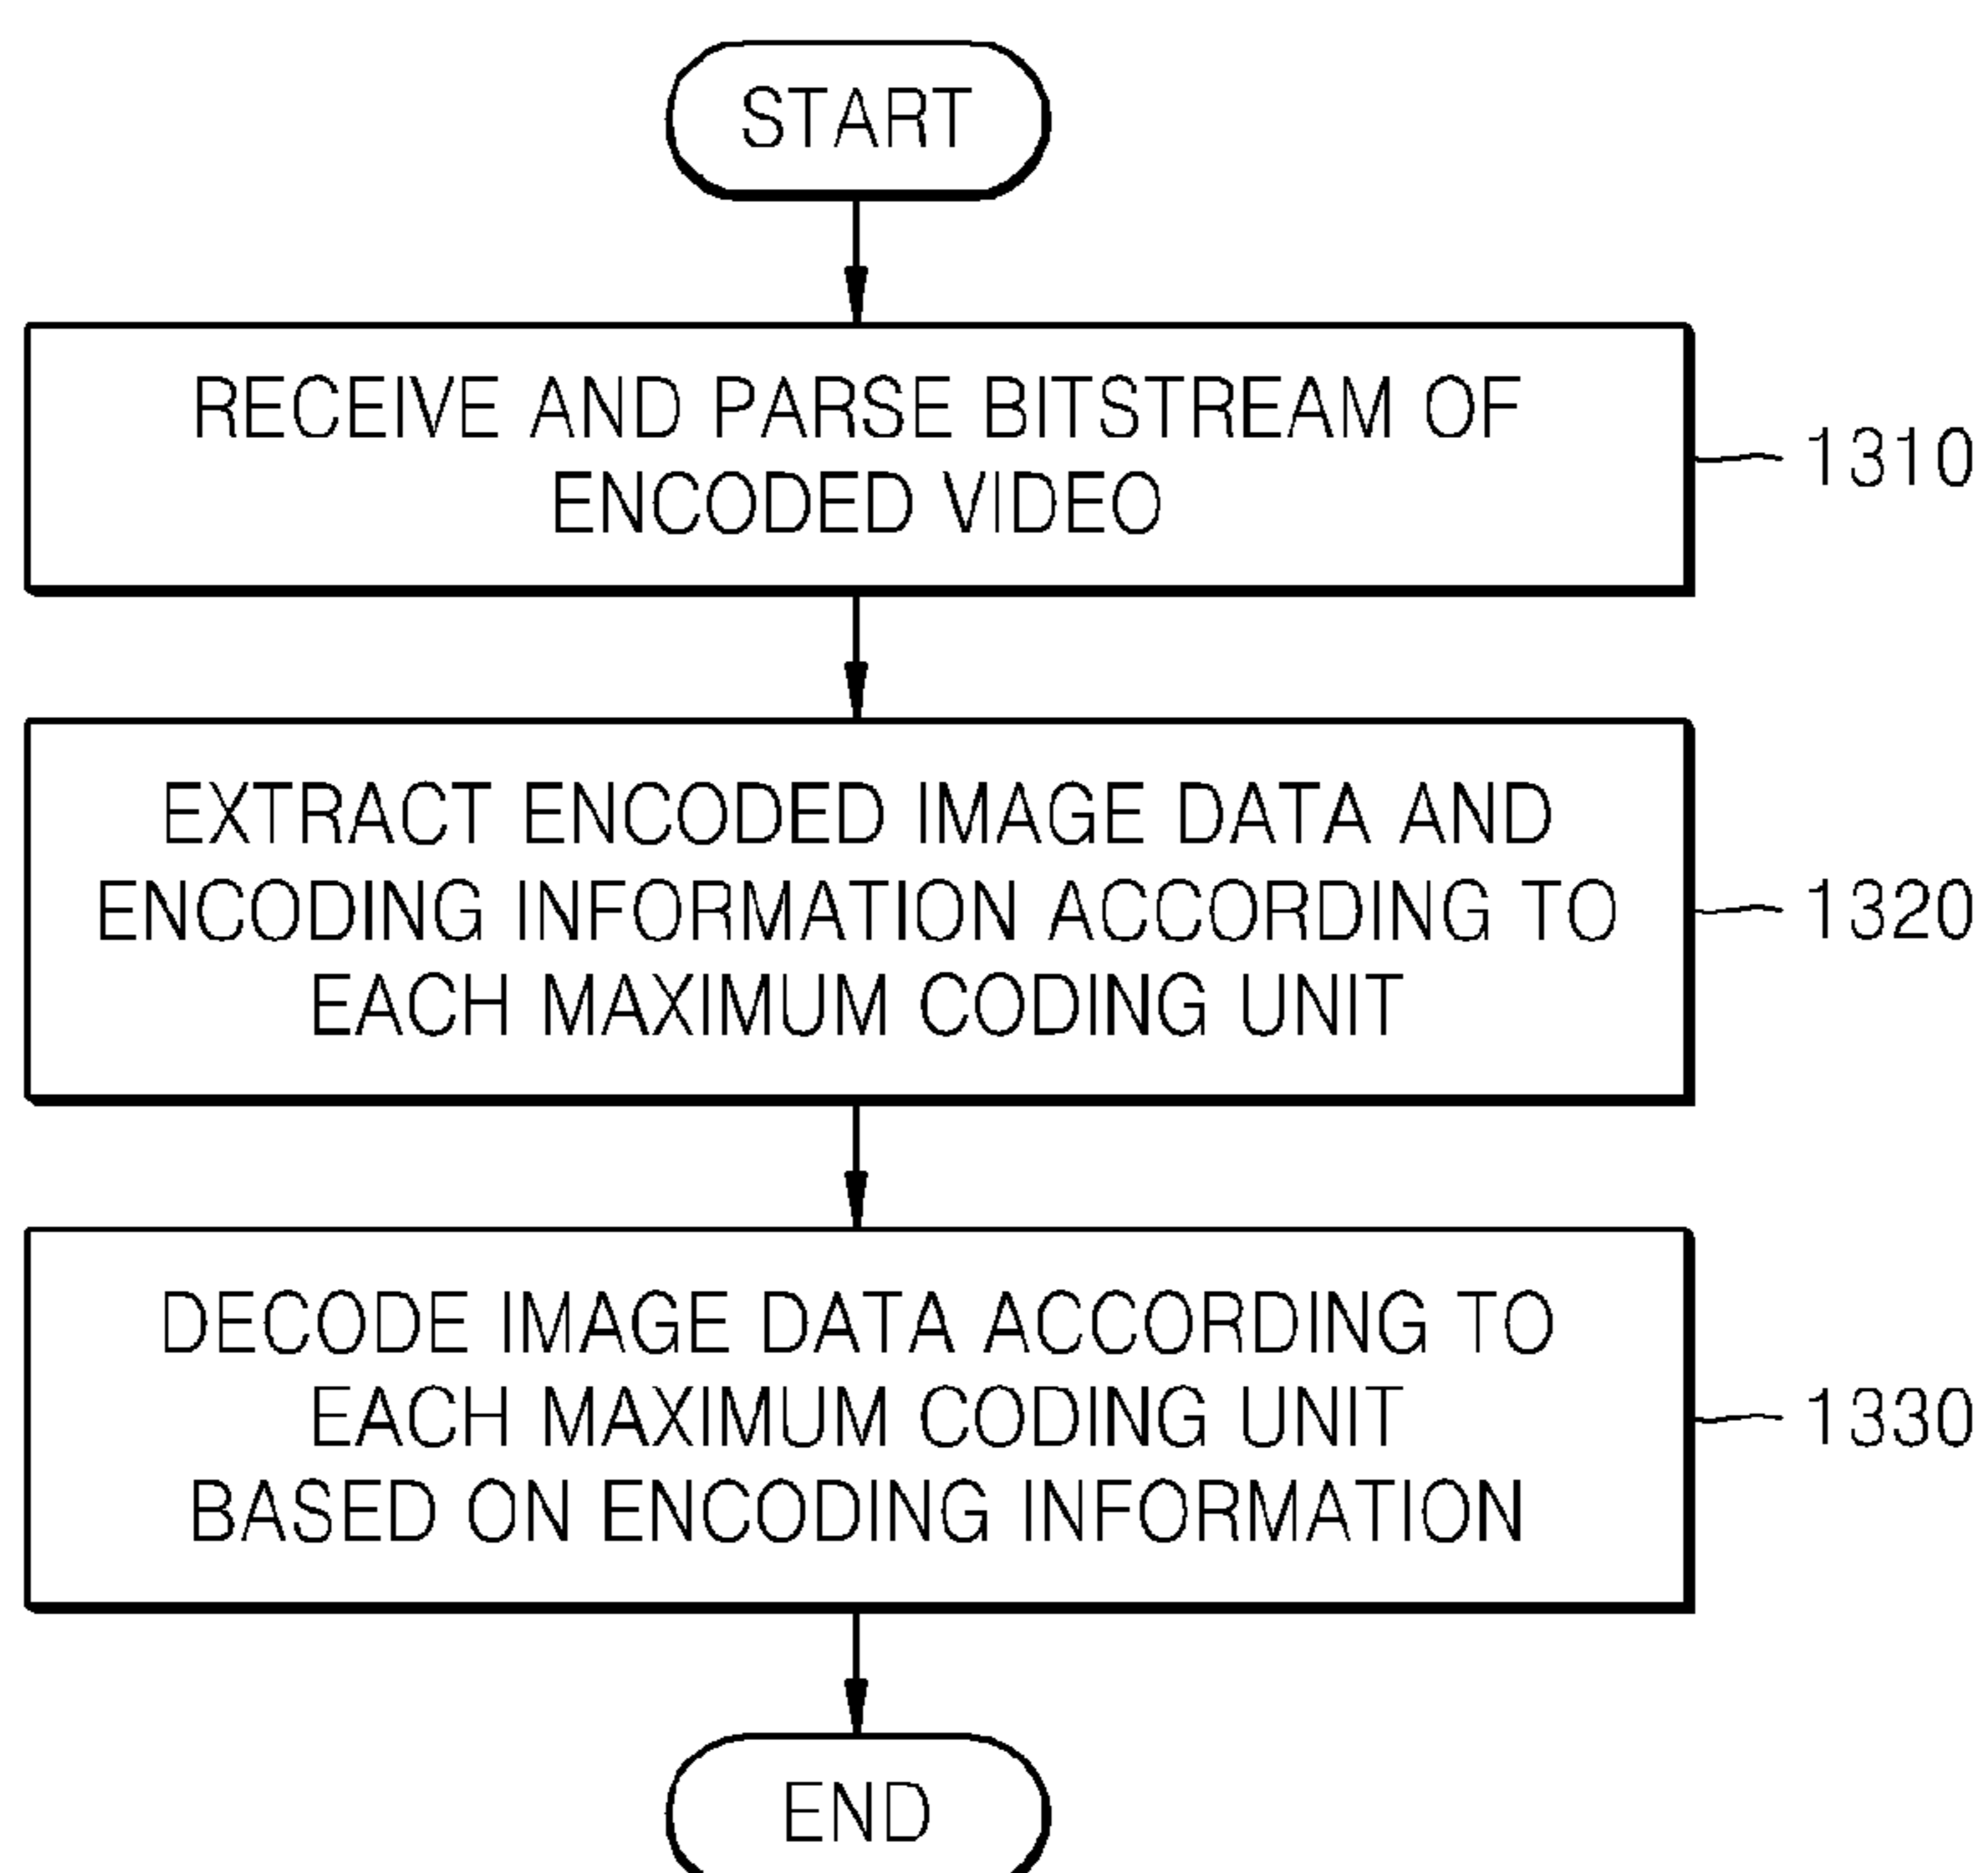 START
RECEIVE AND PARSE BITSTREAM OF
ENCODED VIDEO
1310
EXTRACT ENCODED IMAGE DATA AND
ENCODING INFORMATION ACCORDING TO
EACH MAXIMUM CODING UNIT
1320
DECODE IMAGE DATA ACCORDING TO
EACH MAXIMUM CODING UNIT
BASED ON ENCODING INFORMATION
1330
END